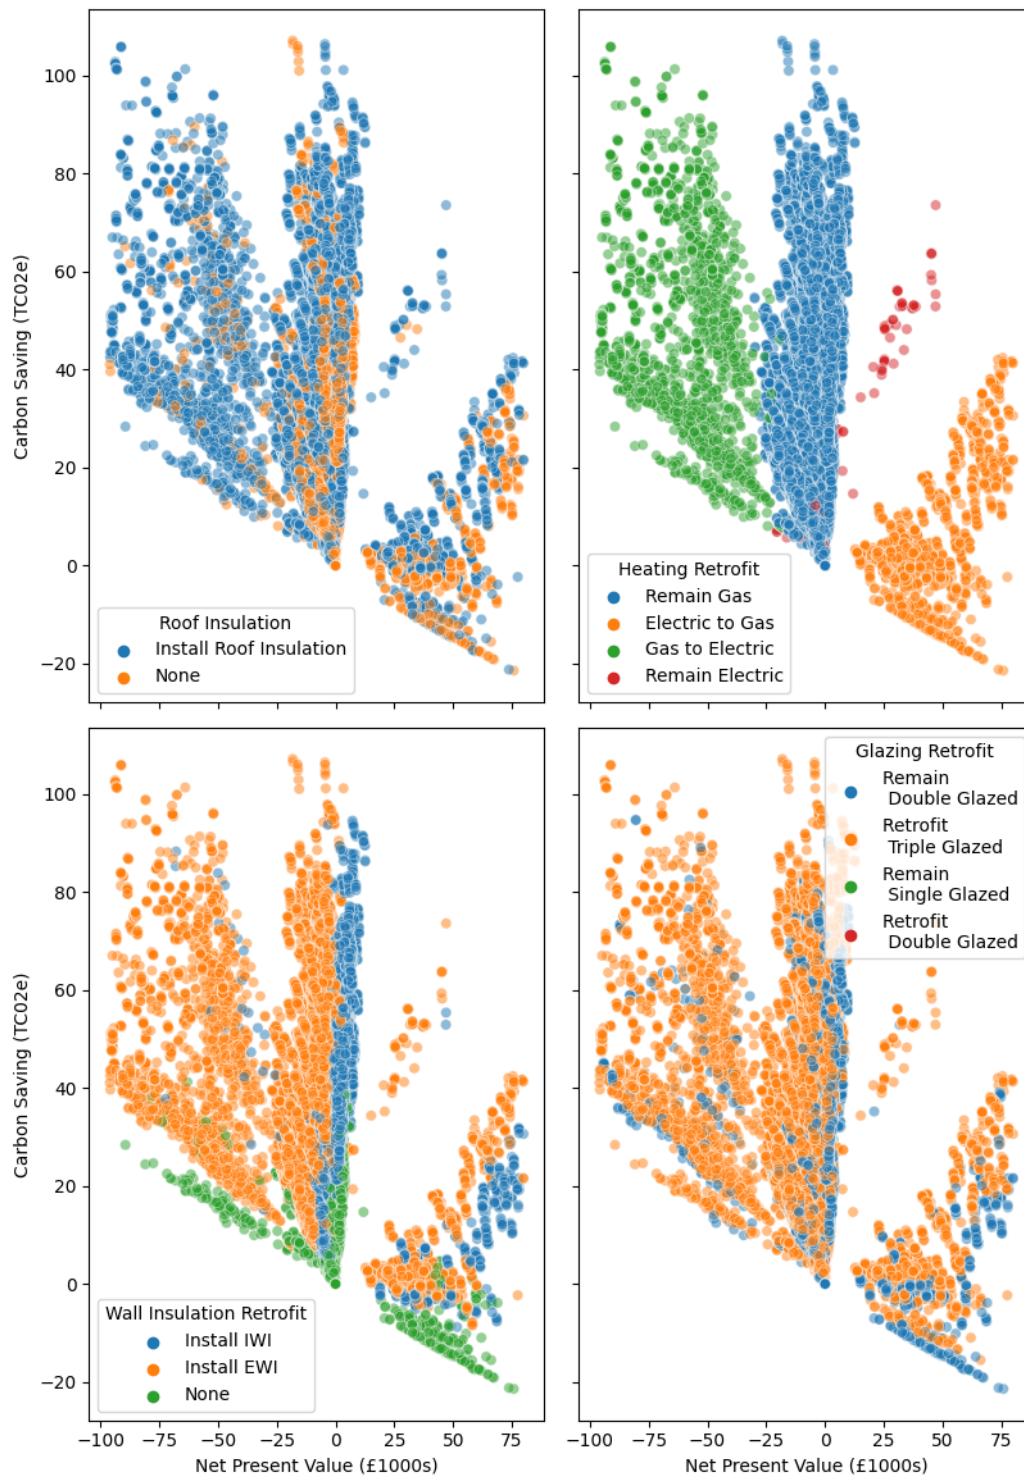 100
80
60
40
20
0
−20
Carbon Saving (TC02e)
Roof Insulation
Install Roof Insulation
None
Heating Retrofit
Remain Gas
Electric to Gas
Gas to Electric
Remain Electric
100
80
60
40
20
0
−20
Carbon Saving (TC02e)
Wall Insulation Retrofit
Install IWI
Install EWI
None
−100 −75 −50 −25 0 25 50 75
Net Present Value (£1000s)
Glazing Retrofit
Remain
Double Glazed
Retrofit
Triple Glazed
Remain
Single Glazed
Retrofit
Double Glazed
−100 −75 −50 −25 0 25 50 75
Net Present Value (£1000s)